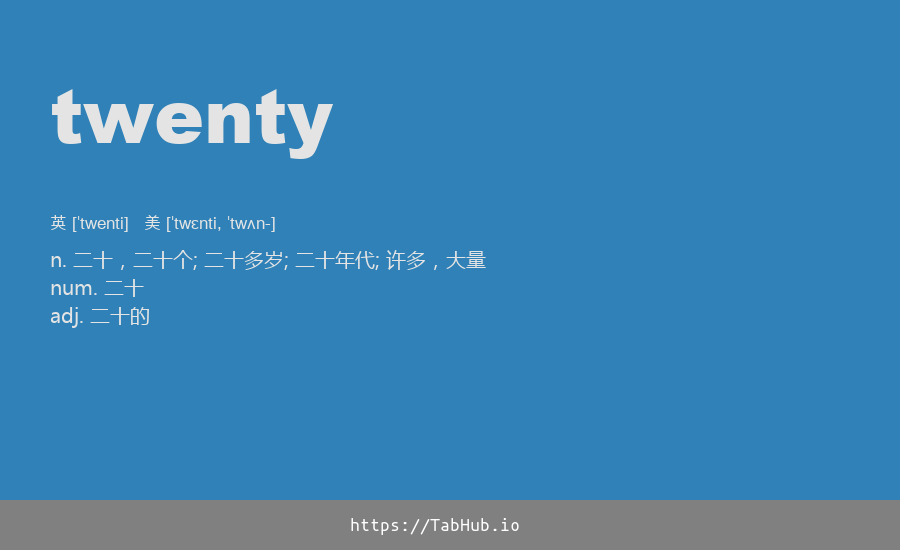 twenty
英 [ˈtwenti]   美 [ˈtwɛnti, ˈtwʌn-]
n. 二十，二十个; 二十多岁; 二十年代; 许多，大量
num. 二十
adj. 二十的
https://TabHub.io